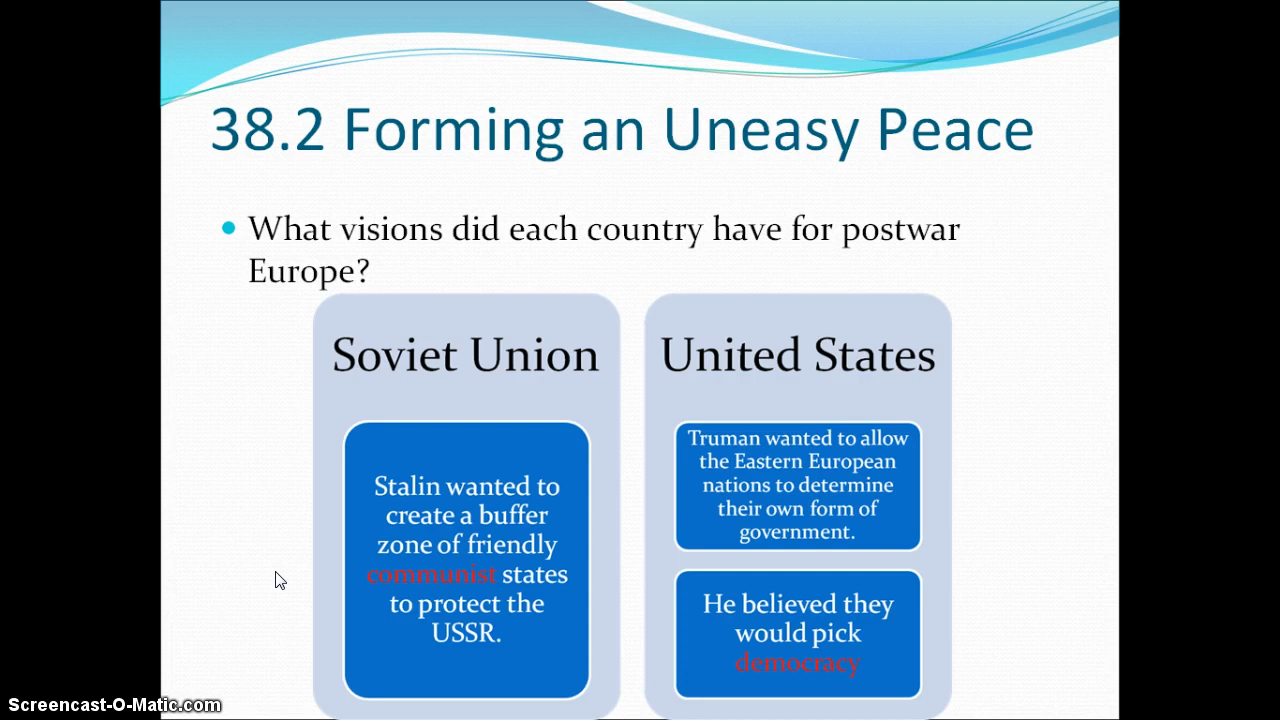 38.2 Forming an Uneasy Peace
What visions did each country have for postwar
Europe?
Soviet Union
Stalin wanted to
create a buffer
zone of friendly
communist states
to protect the
USSR.
United States
Truman wanted to allow
the Eastern European
nations to determine
their own form of
government.
He believed they
would pick
democracy
Screencast-O-Matic.com